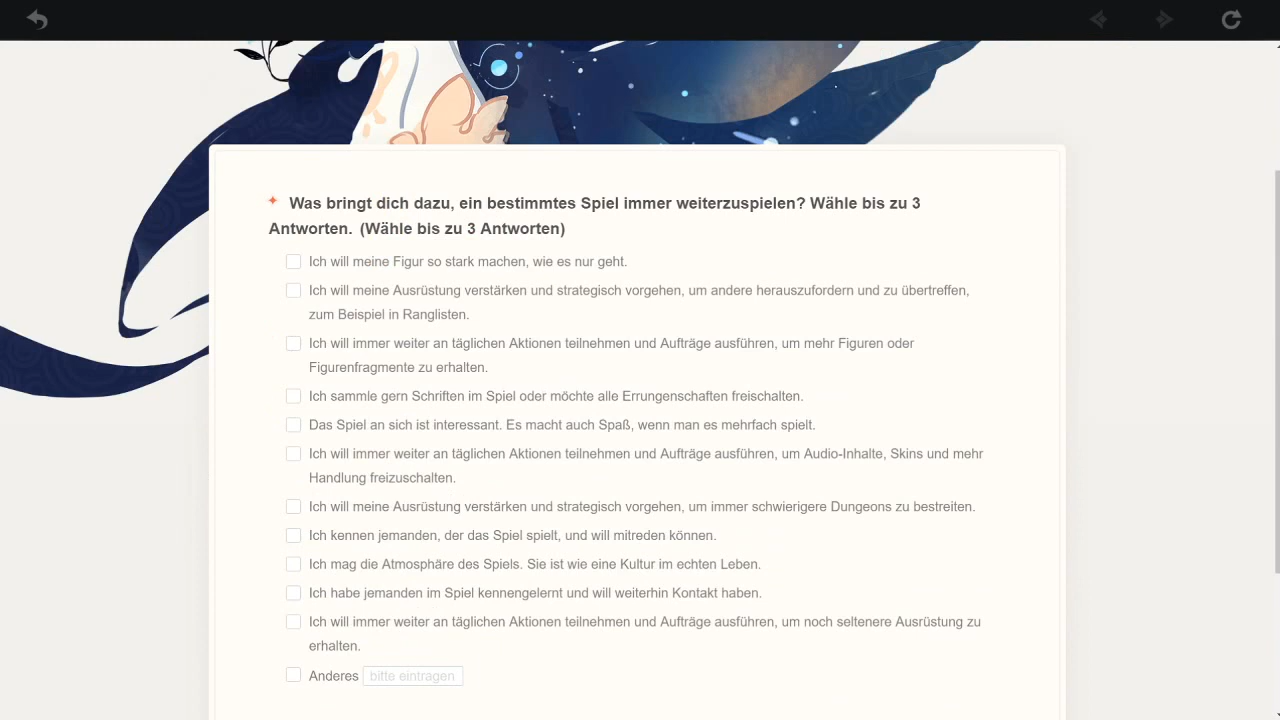 Was bringt dich dazu, ein bestimmtes Spiel immer weiterzuspielen? Wähle bis zu 3
Antworten. (Wähle bis zu 3 Antworten)
Ich will meine Figur so stark machen, wie es nur geht.
Ich will meine Ausrüstung verstärken und strategisch vorgehen, um andere herauszufordern und zu übertreffen,
zum Beispiel in Ranglisten.
Ich will immer weiter an täglichen Aktionen teilnehmen und Aufträge ausführen, um mehr Figuren oder
Figurenfragmente zu erhalten.
Ich sammle gern Schriften im Spiel oder möchte alle Errungenschaften freischalten.
Das Spiel an sich ist interessant. Es macht auch Spaß, wenn man es mehrfach spielt.
Ich will immer weiter an täglichen Aktionen teilnehmen und Aufträge ausführen, um Audio-Inhalte, Skins und mehr
Handlung freizuschalten.
Ich will meine Ausrüstung verstärken und strategisch vorgehen, um immer schwierigere Dungeons zu bestreiten.
Ich kennen jemanden, der das Spiel spielt, und will mitreden können.
Ich mag die Atmosphäre des Spiels. Sie ist wie eine Kultur im echten Leben.
Ich habe jemanden im Spiel kennengelernt und will weiterhin Kontakt haben.
Ich will immer weiter an täglichen Aktionen teilnehmen und Aufträge ausführen, um noch seltenere Ausrüstung zu
erhalten.
Anderes bitte eintragen